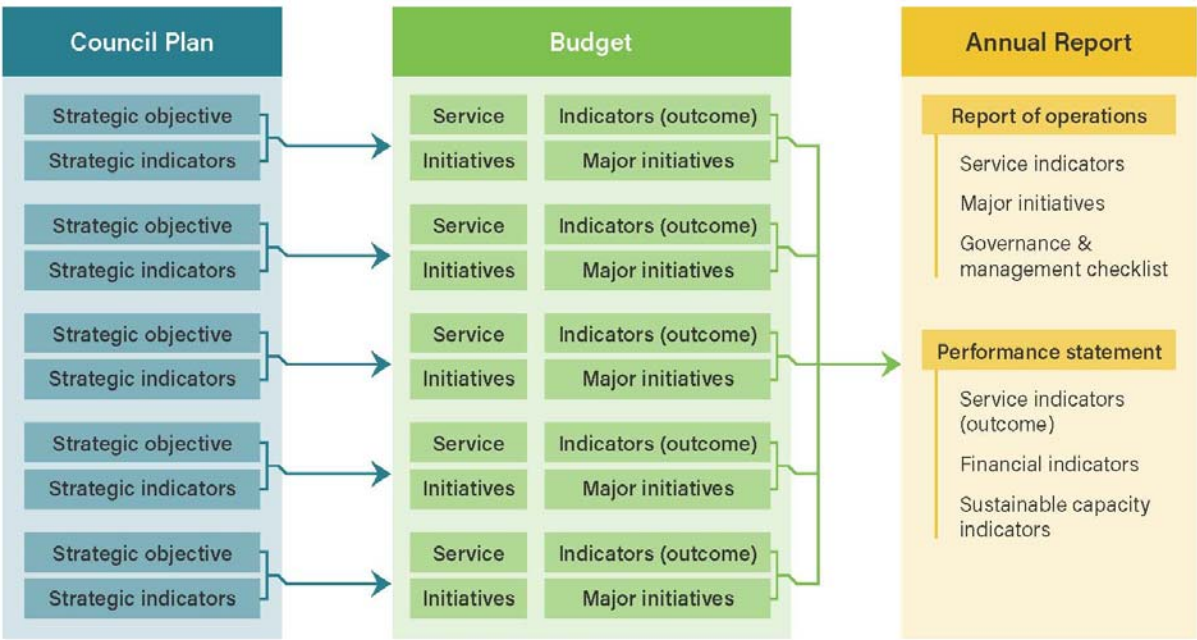 Council Plan
Strategic objective
Strategic indicators
Strategic objective
Strategic indicators
Strategic objective
Strategic indicators
Strategic objective
Strategic indicators
Strategic objective
Strategic indicators
Budget
Service
Indicators (outcome)
Initiatives
Major initiatives
Service
Indicators (outcome)
Initiatives
Major initiatives
Service
Indicators (outcome)
Initiatives
Major initiatives
Service
Indicators (outcome)
Initiatives
Major initiatives
Service
Indicators (outcome)
Initiatives
Major initiatives
Annual Report
Report of operations
Service indicators
Major initiatives
Governance &
management checklist
Performance statement
Service indicators
(outcome)
Financial indicators
Sustainable capacity
indicators